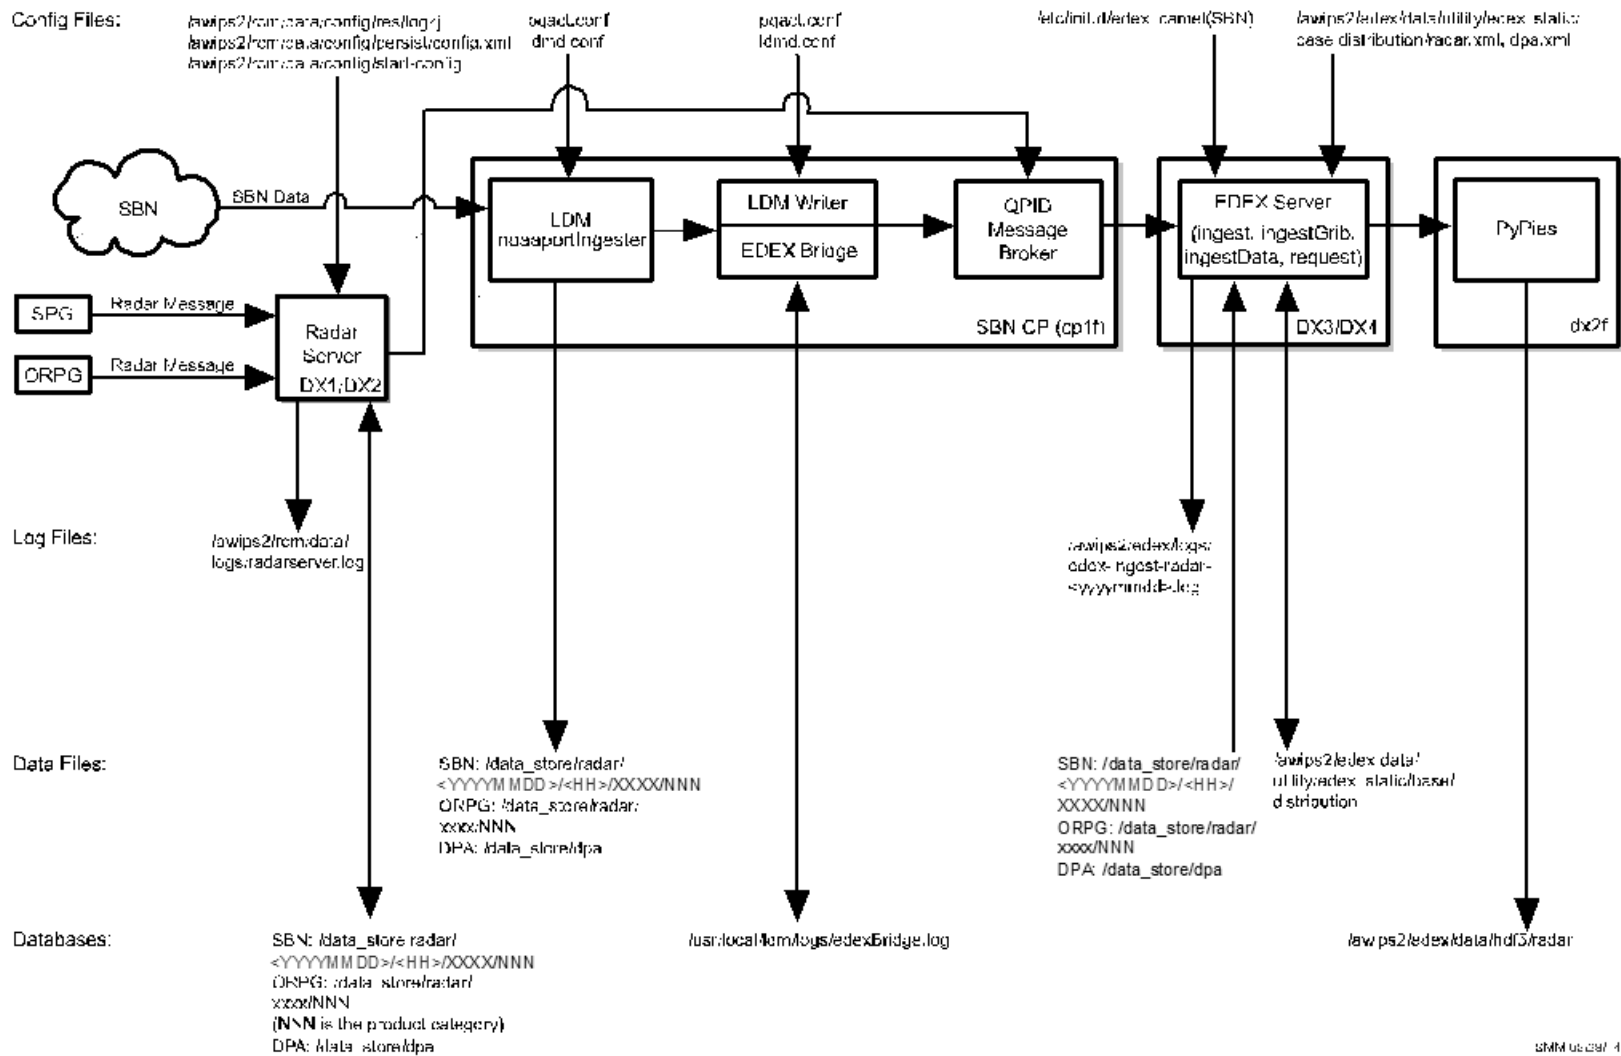 Config Files:
/awips2/rcm/data/config/res/log4j
/awips2/rcm/data/config/persist/config.xml
/awips2/rcm/data/config/start-config
pqact.conf
dmd.conf
pqact.conf
ldmd.conf
/etc/init.d/edex_camel(SBN)
/awips2/edex/data/utility/edex_static/
base distribution/radar.xml, dpa.xml
SBN
SBN Data
LDM
noaaportIngester
LDM Writer
EDEX Bridge
QPID
Message
Broker
EDEX Server
(ingest, ingestGrib,
ingestData, request)
PyPies
SPG
Radar Message
ORPG
Radar Message
Radar
Server
DX1/DX2
SBN CP (cp1f)
DX3/DX4
dx2f
Log Files:
/awips2/rcm/data/
logs/radarserver.log
/awips2/edex/logs/
edex-ingest-radar-
<yyyymmdd>.log
Data Files:
SBN: /data_store/radar/
<YYYYMMDD>/<HH>/XXXX/NNN
ORPG: /data_store/radar/
xxxx/NNN
DPA: /data_store/dpa
SBN: /data_store/radar/
<YYYYMMDD>/<HH>/
XXXX/NNN
ORPG: /data_store/radar/
xxxx/NNN
DPA: /data_store/dpa
/awips2/edex data/
utility/edex_static/base/
distribution
Databases:
SBN: /data_store radar/
<YYYYMMDD>/<HH>/XXXX/NNN
ORPG: /data_store/radar/
xxxx/NNN
(NNN is the product category)
DPA: /data_store/dpa
/usr/local/ldm/logs/edexBridge.log
/awips2/edex/data/hdf5/radar
SMM